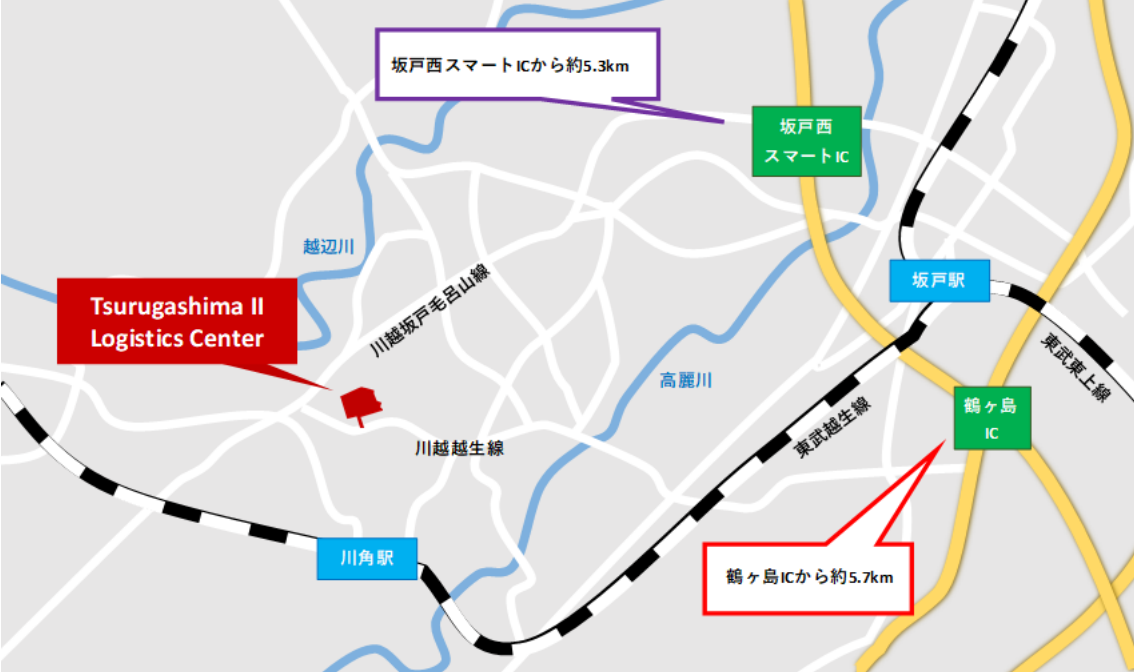 坂戸西スマートICから約5.3km
坂戸西
スマートIC
越辺川
川越坂戸毛呂山線
坂戸駅
Tsurugashima II
Logistics Center
東武東上線
高麗川
鶴ヶ島
IC
東武越生線
川越越生線
川角駅
鶴ヶ島ICから約5.7km